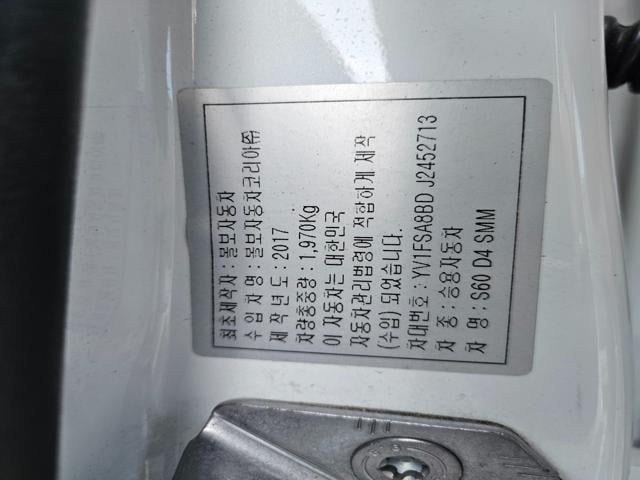 최초제작자 : 볼보자동차
수 입 자 명 : 볼보자동차코리아㈜
제 작 년 도 : 2017
차량총중량 : 1,970Kg
이 자동차는 대한민국
자동차관리법령에 적합하게 제작
(수입) 되었습니다.
차대번호 : YV1FSA8BD J2452713
차 종 : 승용자동차
차 명 : S60 D4 SMM